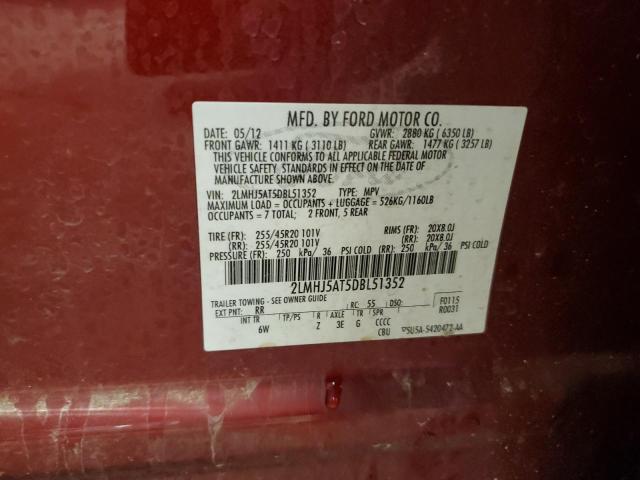 MFD. BY FORD MOTOR CO.
DATE: 05/12 GVWR: 2880 KG ( 6350 LB)
FRONT GAWR: 1411 KG ( 3110 LB) REAR GAWR: 1477 KG ( 3257 LB)
THIS VEHICLE CONFORMS TO ALL APPLICABLE FEDERAL MOTOR
VEHICLE SAFETY STANDARDS IN EFFECT ON THE DATE OF
MANUFACTURE SHOWN ABOVE.
VIN: 2LMHJ5AT5DBL51352 TYPE: MPV
MAXIMUM LOAD = OCCUPANTS + LUGGAGE = 526KG/1160LB
OCCUPANTS = 7 TOTAL; 2 FRONT, 5 REAR
TIRE (FR): 255/45R20 101V RIMS (FR): 20X8.0J
(RR): 255/45R20 101V (RR): 20X8.0J
PRESSURE (FR): 250 kPa/ 36 PSI COLD (RR): 250 kPa/ 36 PSI COLD
2LMHJ5AT5DBL51352
TRAILER TOWING - SEE OWNER GUIDE
EXT PNT: RR RC: 55 DSO: F0115
INT TR TP/PS R AXLE TR SPR R0031
6W Z 3E G CCCC
CBU 5U5A-5420472-AA